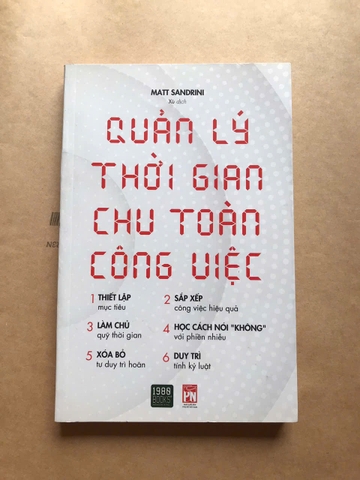 MATT SANDRINI
Xù dịch
QUẢN LÝ
THỜI GIAN
CHU TOÀN
CÔNG VIỆC
1 THIẾT LẬP
mục tiêu
2 SẮP XẾP
công việc hiệu quả
3 LÀM CHỦ
quỹ thời gian
4 HỌC CÁCH NÓI "KHÔNG"
với phiền nhiễu
5 XÓA BỎ
tư duy trì hoãn
6 DUY TRÌ
tính kỷ luật
1980
BOOKS
PN